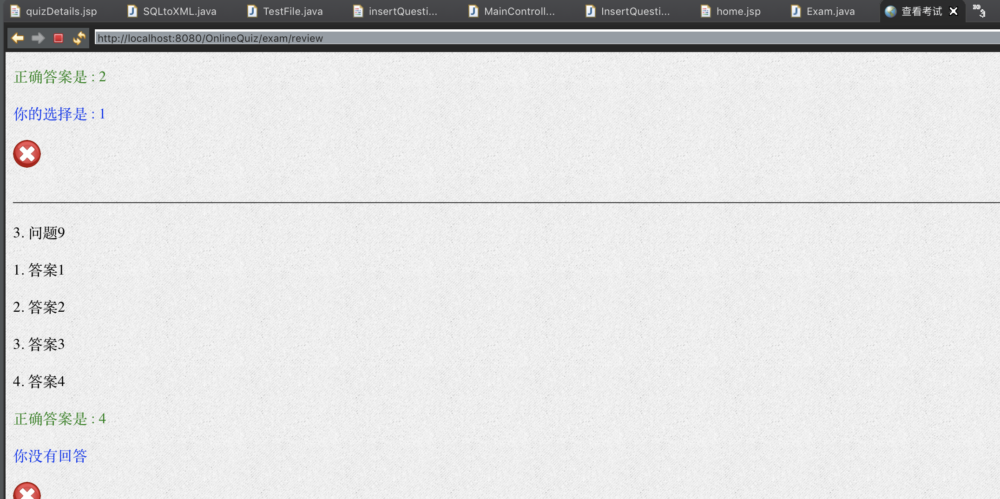 quizDetails.jsp SQLtoXML.java TestFile.java insertQuesti... MainControll... InsertQuesti... home.jsp Exam.java 查看考试 3
http://localhost:8080/OnlineQuiz/exam/review
正确答案是 : 2
你的选择是 : 1
3. 问题9
1. 答案1
2. 答案2
3. 答案3
4. 答案4
正确答案是 : 4
你没有回答